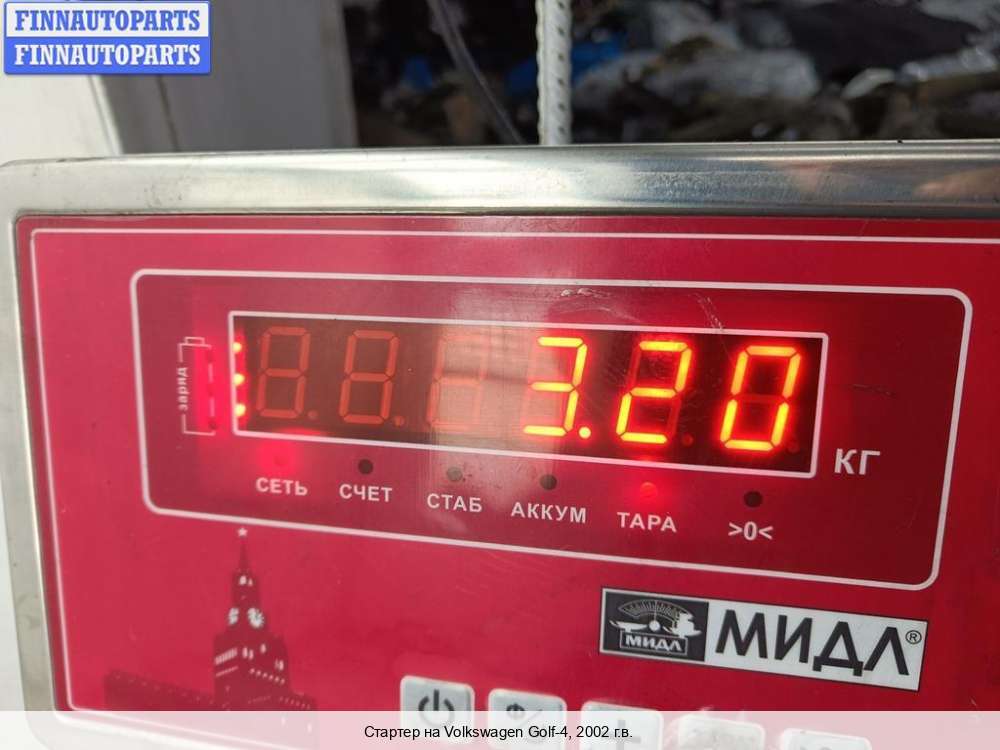 FINNAUTOPARTS
FINNAUTOPARTS
заряд
3.20
КГ
СЕТЬ СЧЕТ СТАБ АККУМ ТАРА >0<
МИДЛ МИДЛ®
Стартер на Volkswagen Golf-4, 2002 г.в.